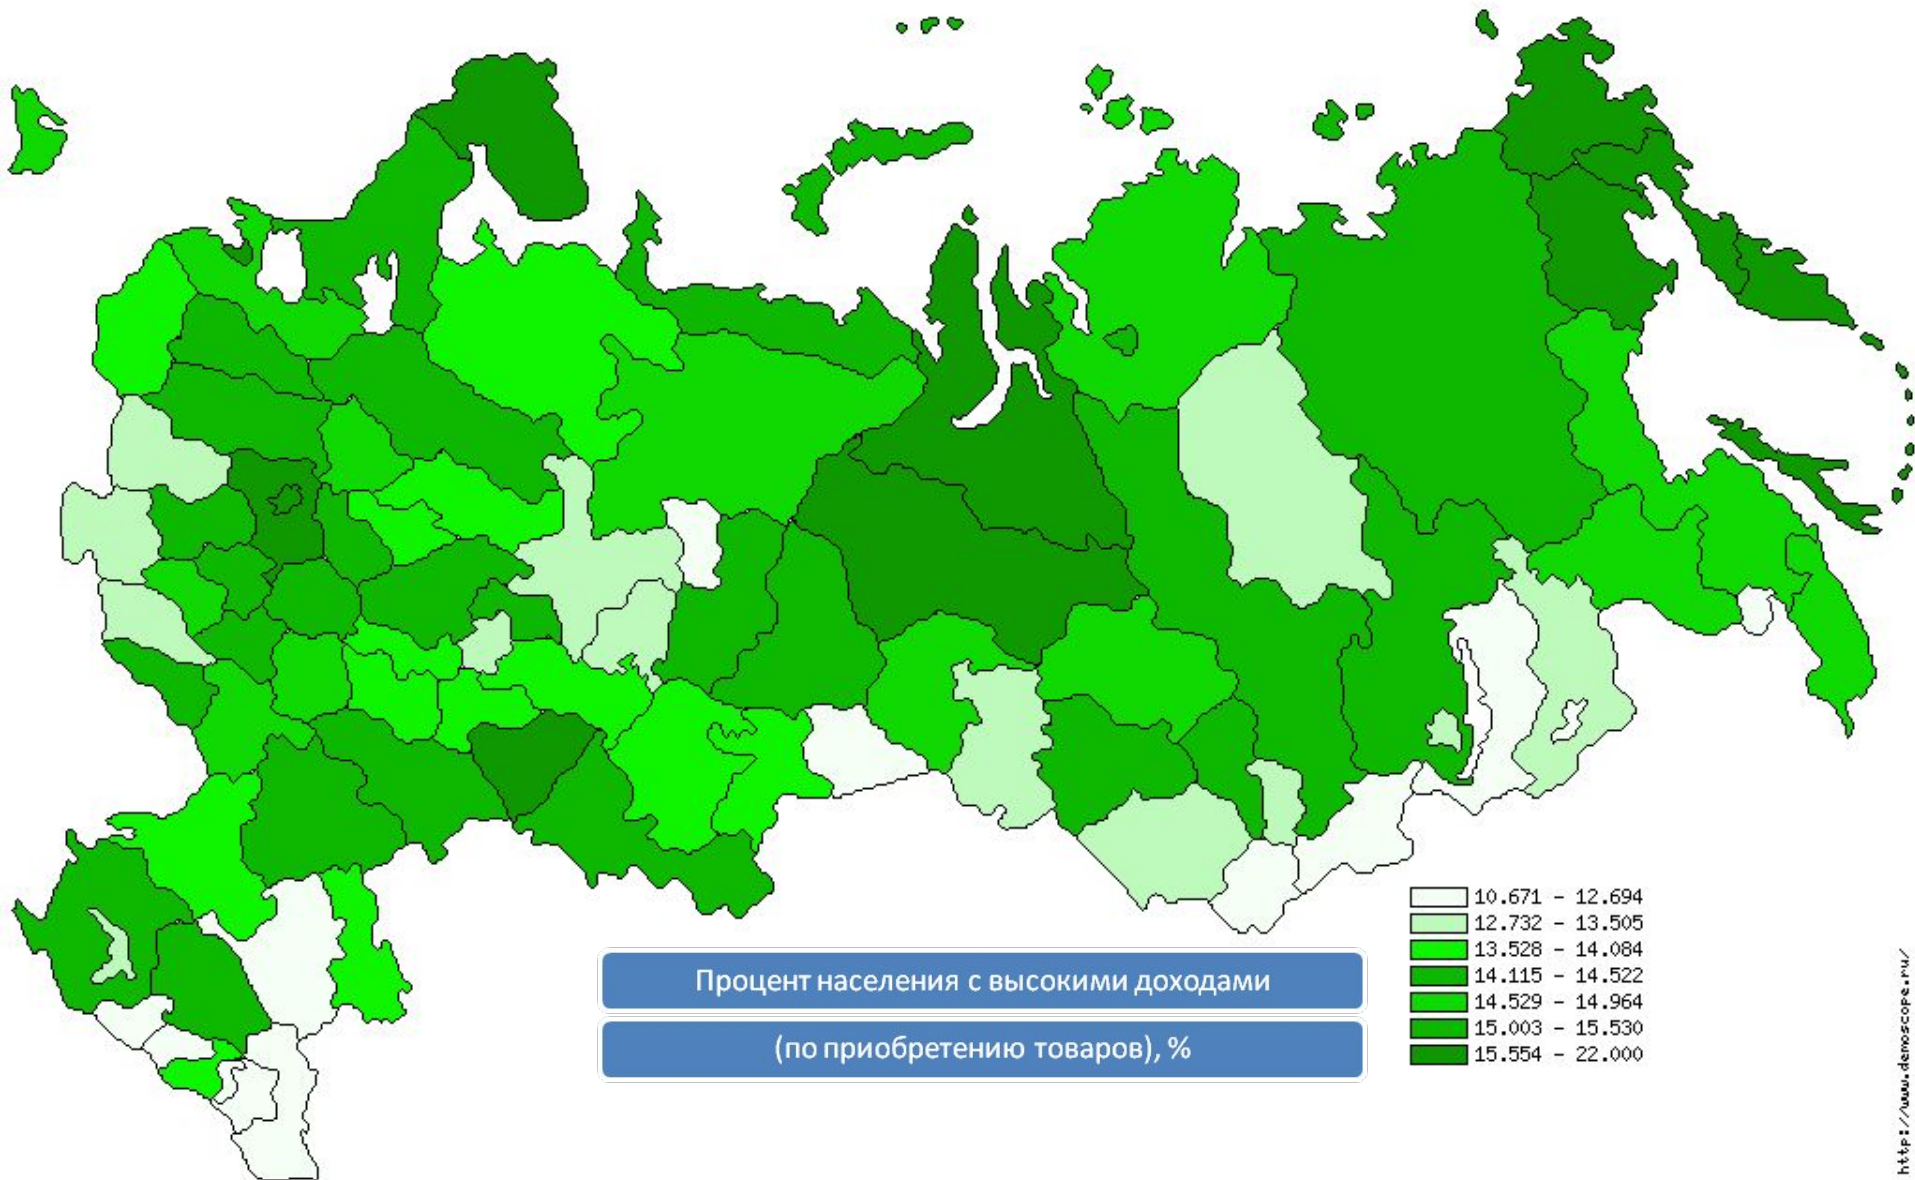 10.671 - 12.694
12.732 - 13.505
13.528 - 14.084
14.115 - 14.522
14.529 - 14.964
15.003 - 15.530
15.554 - 22.000
Процент населения с высокими доходами
(по приобретению товаров), %
http://www.demoscope.ru/